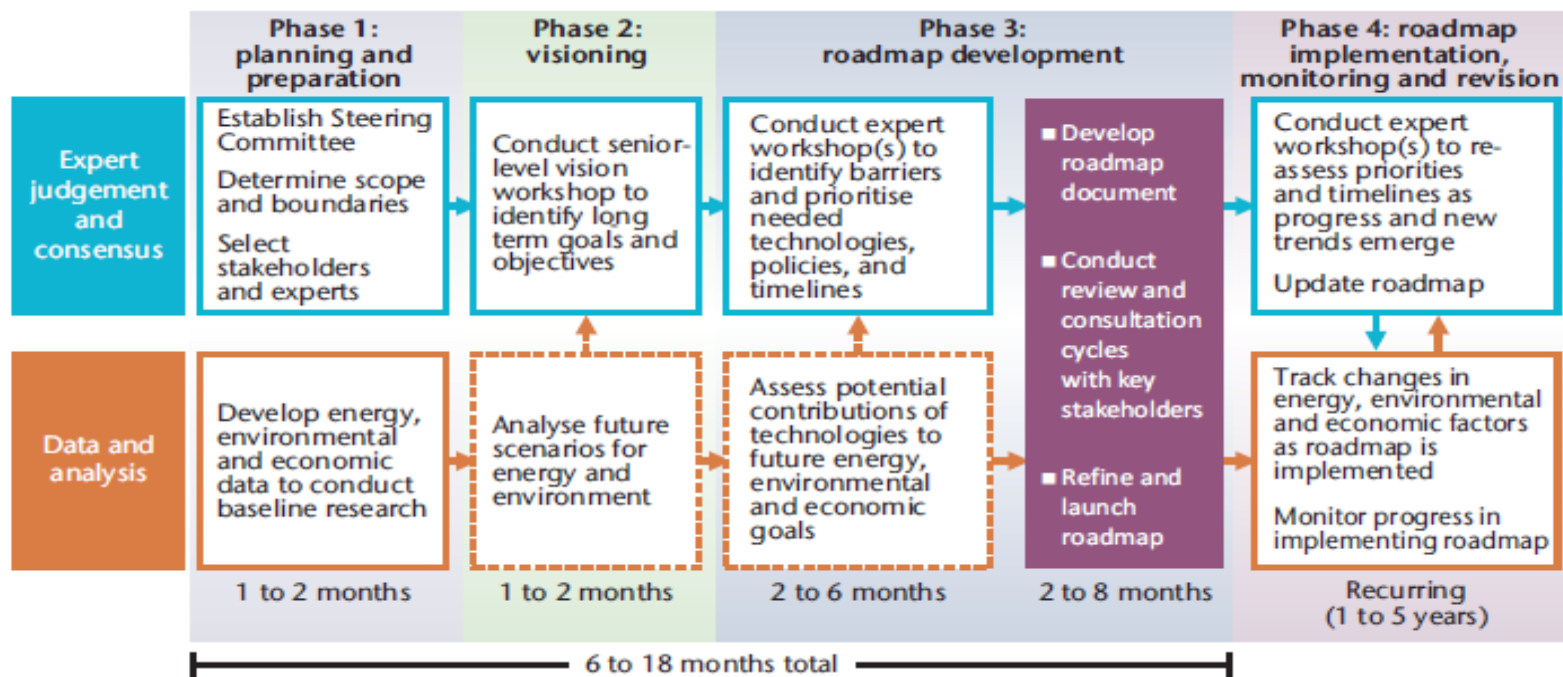 Phase 1:
planning and
preparation
Phase 2:
visioning
Phase 3:
roadmap development
Phase 4: roadmap
implementation,
monitoring and revision
Expert
judgement
and
consensus
Establish Steering
Committee
Determine scope
and boundaries
Select
stakeholders
and experts
Conduct senior-
level vision
workshop to
identify long
term goals and
objectives
Conduct expert
workshop(s) to
identify barriers
and prioritise
needed
technologies,
policies, and
timelines
■ Develop
roadmap
document
■ Conduct
review and
consultation
cycles
with key
stakeholders
■ Refine and
launch
roadmap
Conduct expert
workshop(s) to re-
assess priorities
and timelines as
progress and new
trends emerge
Update roadmap
Data and
analysis
Develop energy,
environmental
and economic
data to conduct
baseline research
Analyse future
scenarios for
energy and
environment
Assess potential
contributions of
technologies to
future energy,
environmental
and economic
goals
Track changes in
energy, environmental
and economic factors
as roadmap is
implemented
Monitor progress in
implementing roadmap
1 to 2 months
1 to 2 months
2 to 6 months
2 to 8 months
Recurring
(1 to 5 years)
6 to 18 months total